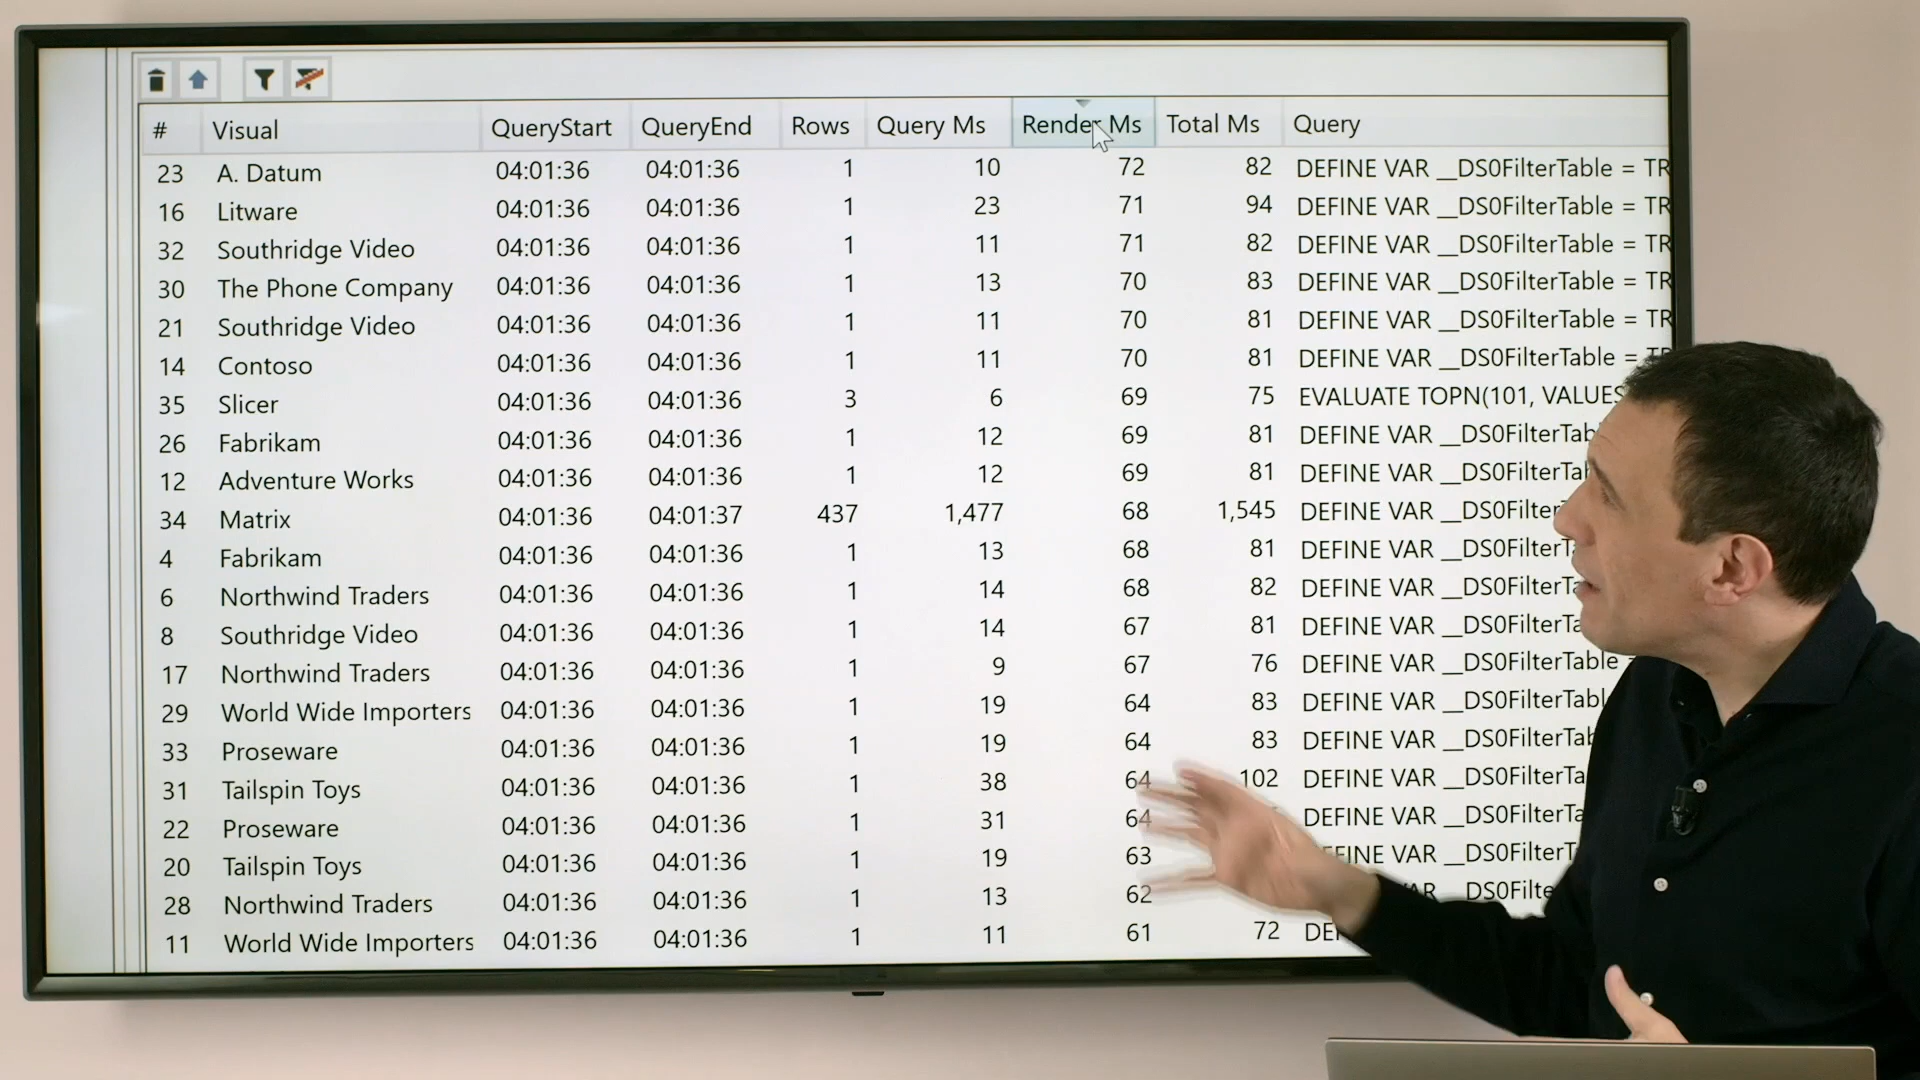 # Visual QueryStart QueryEnd Rows Query Ms Render Ms Total Ms Query
23 A. Datum 04:01:36 04:01:36 1 10 72 82 DEFINE VAR __DS0FilterTable = TR
16 Litware 04:01:36 04:01:36 1 23 71 94 DEFINE VAR __DS0FilterTable = TR
32 Southridge Video 04:01:36 04:01:36 1 11 71 82 DEFINE VAR __DS0FilterTable = TR
30 The Phone Company 04:01:36 04:01:36 1 13 70 83 DEFINE VAR __DS0FilterTable = TR
21 Southridge Video 04:01:36 04:01:36 1 11 70 81 DEFINE VAR __DS0FilterTable = TR
14 Contoso 04:01:36 04:01:36 1 11 70 81 DEFINE VAR __DS0FilterTable = TR
35 Slicer 04:01:36 04:01:36 3 6 69 75 EVALUATE TOPN(101, VALUES
26 Fabrikam 04:01:36 04:01:36 1 12 69 81 DEFINE VAR __DS0FilterTab
12 Adventure Works 04:01:36 04:01:36 1 12 69 81 DEFINE VAR __DS0FilterTa
34 Matrix 04:01:36 04:01:37 437 1,477 68 1,545 DEFINE VAR __DS0Filter
4 Fabrikam 04:01:36 04:01:36 1 13 68 81 DEFINE VAR __DS0FilterT
6 Northwind Traders 04:01:36 04:01:36 1 14 68 82 DEFINE VAR __DS0FilterTa
8 Southridge Video 04:01:36 04:01:36 1 14 67 81 DEFINE VAR __DS0FilterTa
17 Northwind Traders 04:01:36 04:01:36 1 9 67 76 DEFINE VAR __DS0FilterTable =
29 World Wide Importers 04:01:36 04:01:36 1 19 64 83 DEFINE VAR __DS0FilterTabl
33 Proseware 04:01:36 04:01:36 1 19 64 83 DEFINE VAR __DS0FilterTab
31 Tailspin Toys 04:01:36 04:01:36 1 38 64 102 DEFINE VAR __DS0FilterTa
22 Proseware 04:01:36 04:01:36 1 31 64 DEFINE VAR __DS0FilterTa
20 Tailspin Toys 04:01:36 04:01:36 1 19 63 EFINE VAR __DS0FilterT
28 Northwind Traders 04:01:36 04:01:36 1 13 62 AR __DS0Filte
11 World Wide Importers 04:01:36 04:01:36 1 11 61 72 DEF